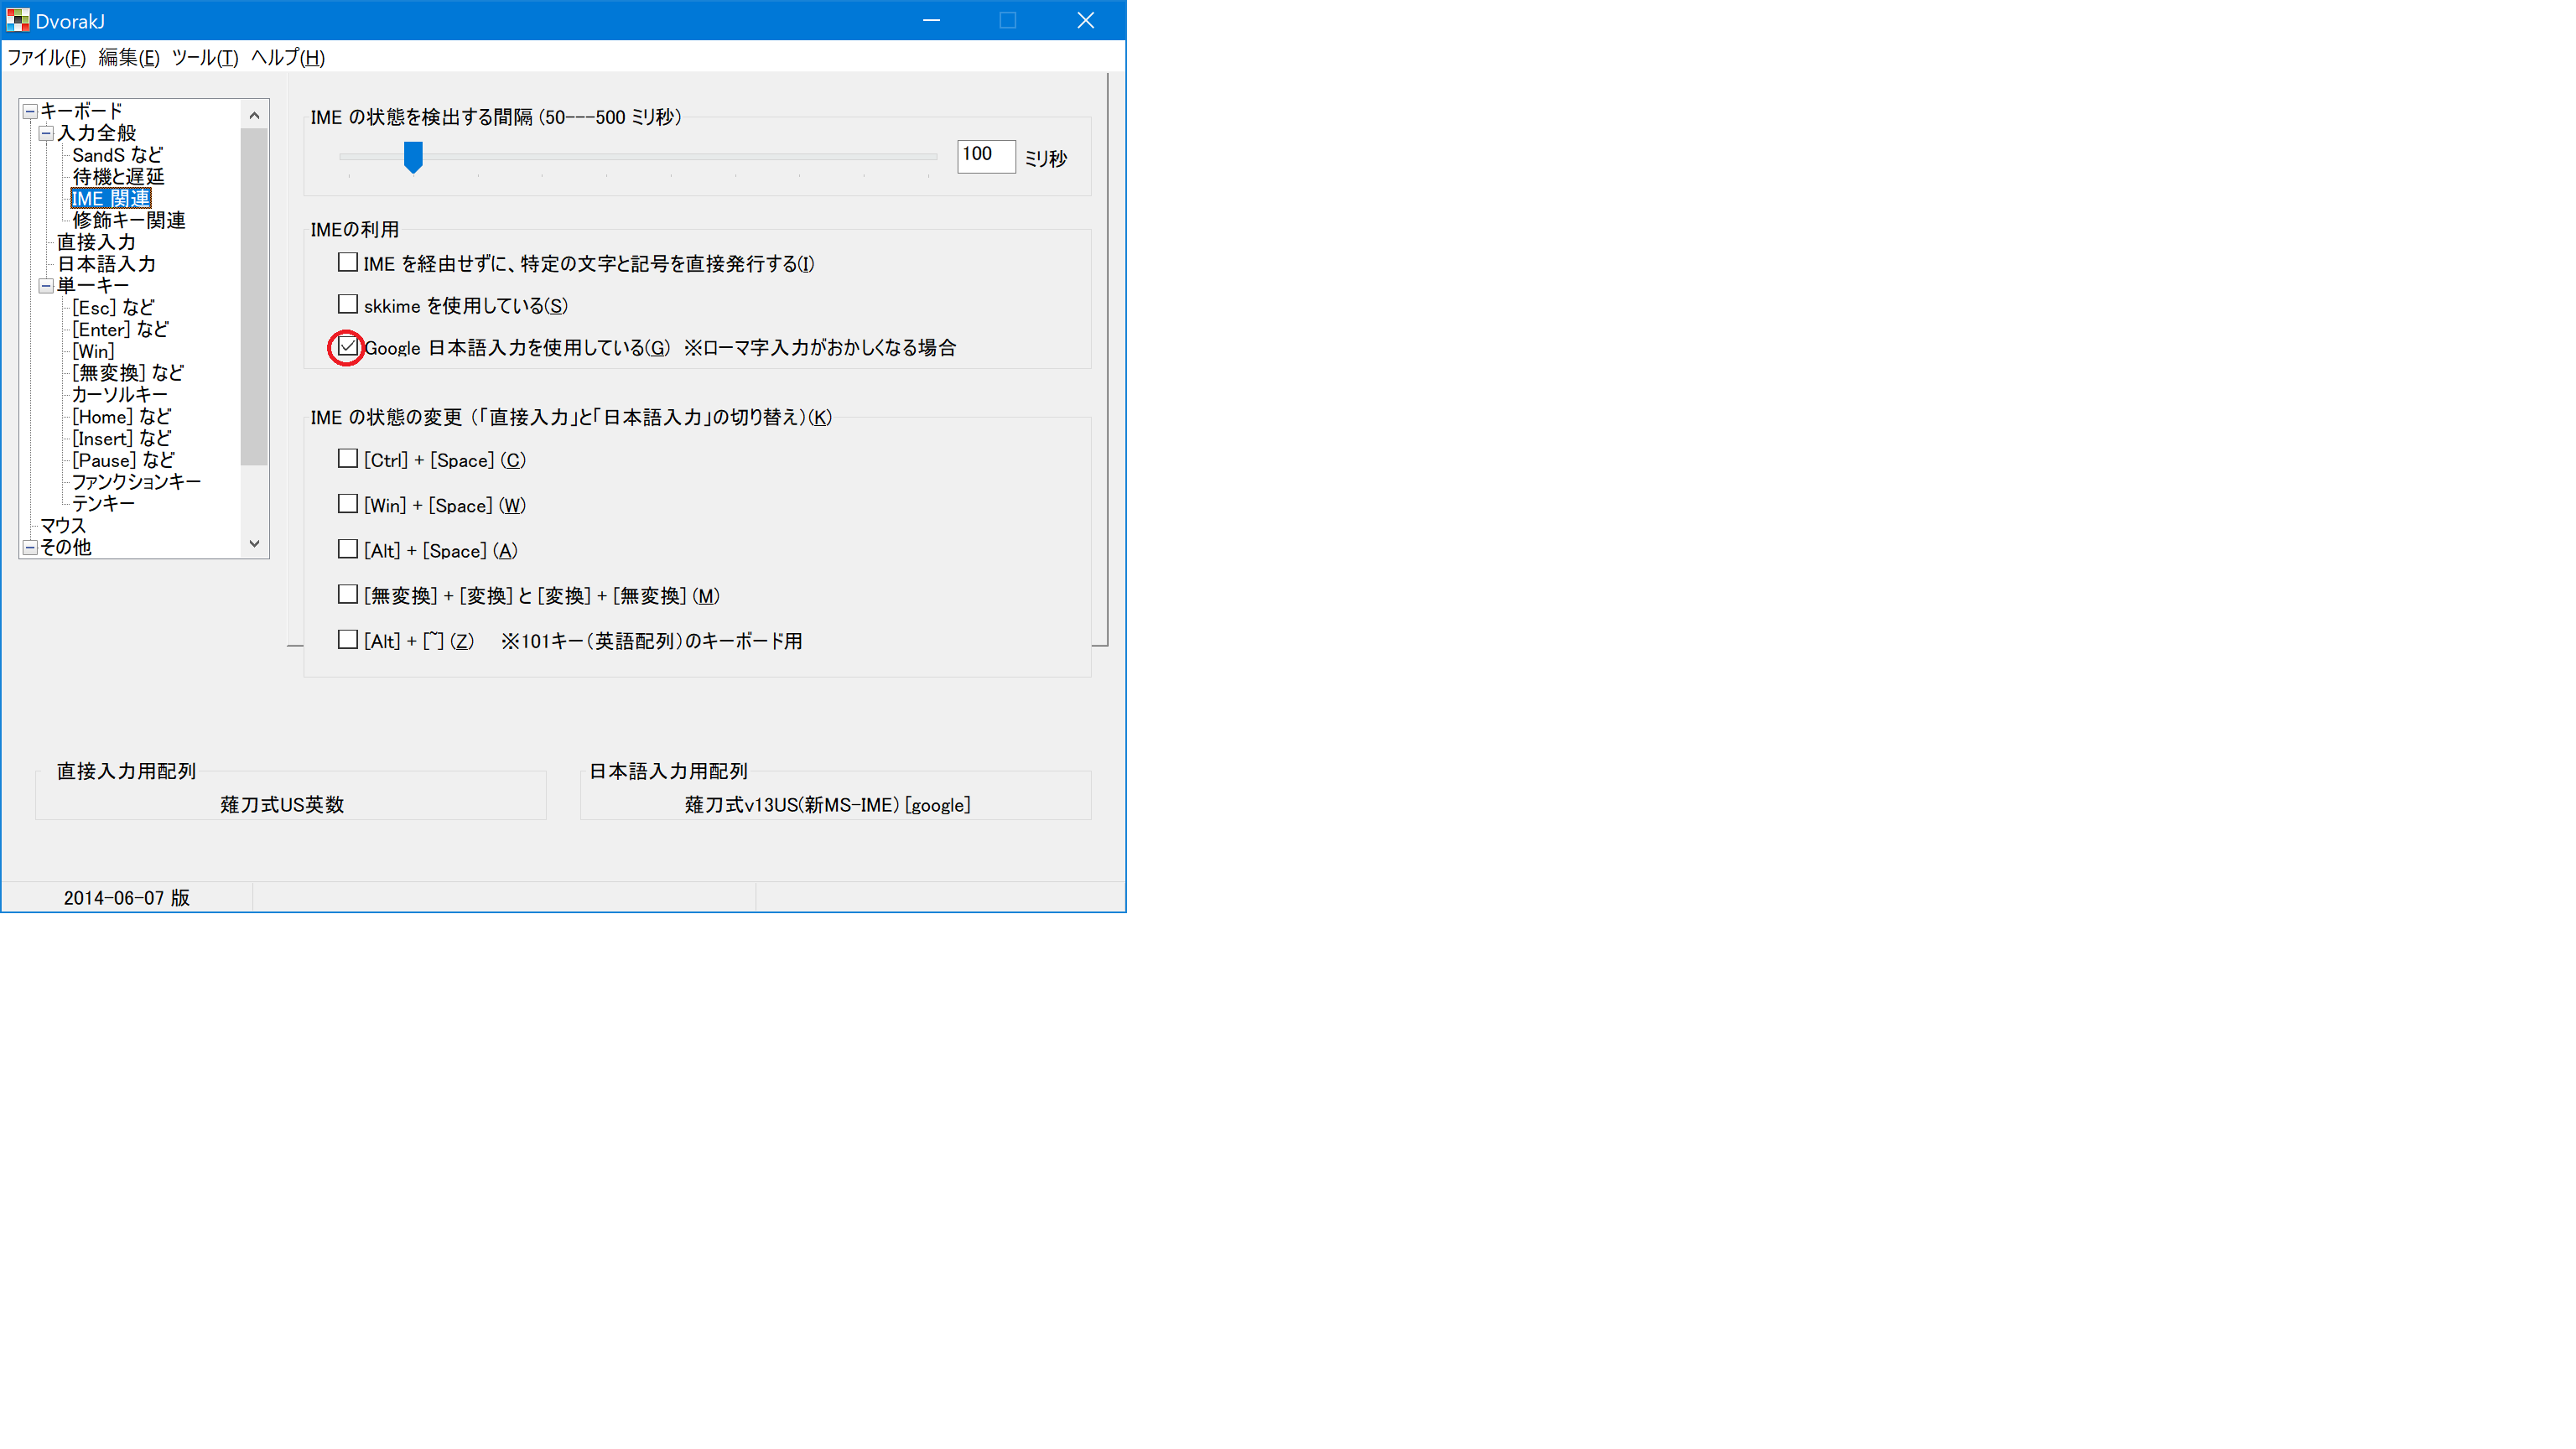 DvorakJ
ファイル(F) 編集(E) ツール(T) ヘルプ(H)
キーボード
入力全般
SandS など
待機と遅延
IME 関連
修飾キー関連
直接入力
日本語入力
単一キー
[Esc] など
[Enter] など
[Win]
[無変換] など
カーソルキー
[Home] など
[Insert] など
[Pause] など
ファンクションキー
テンキー
マウス
その他
IME の状態を検出する間隔 (50---500 ミリ秒)
100 ミリ秒
IMEの利用
IME を経由せずに、特定の文字と記号を直接発行する(I)
skkime を使用している(S)
Google 日本語入力を使用している(G) ※ローマ字入力がおかしくなる場合
IME の状態の変更 (「直接入力」と「日本語入力」の切り替え)(K)
[Ctrl] + [Space] (C)
[Win] + [Space] (W)
[Alt] + [Space] (A)
[無変換] + [変換] と [変換] + [無変換] (M)
[Alt] + [~] (Z) ※101キー(英語配列)のキーボード用
直接入力用配列
薙刀式US英数
日本語入力用配列
薙刀式v13US(新MS-IME) [google]
2014-06-07 版